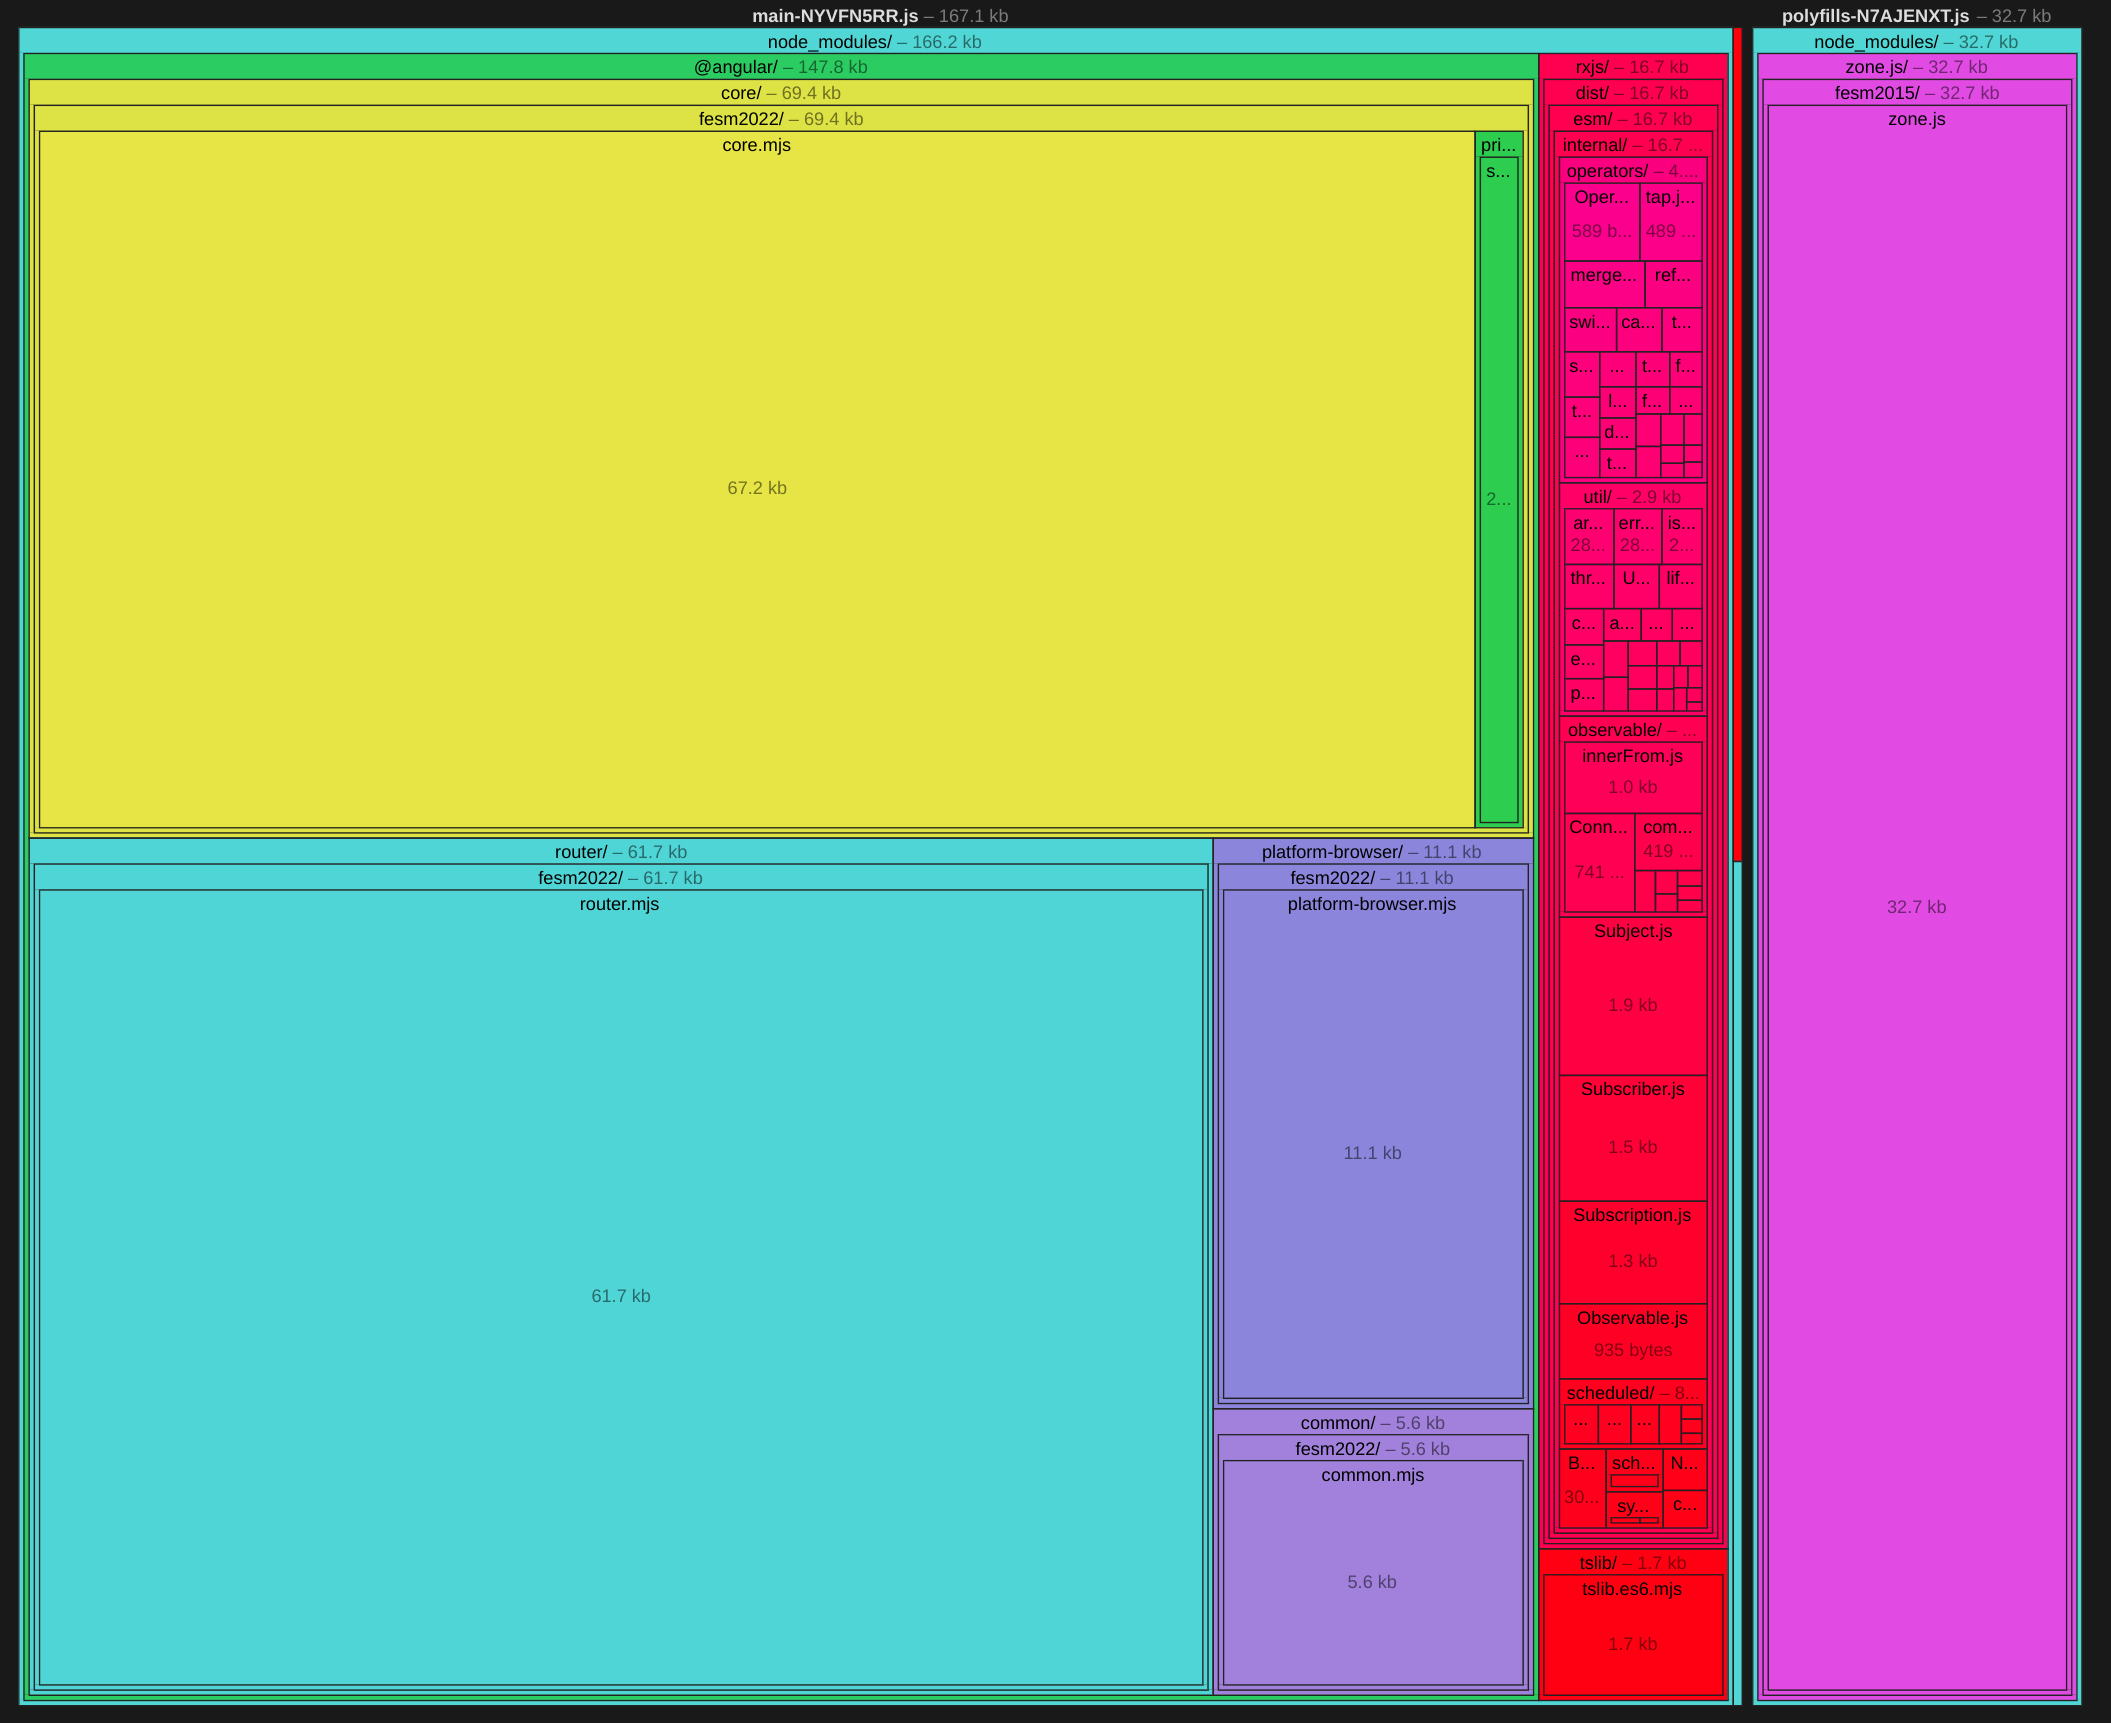 main-NYVFN5RR.js – 167.1 kb
node_modules/ – 166.2 kb
@angular/ – 147.8 kb
core/ – 69.4 kb
fesm2022/ – 69.4 kb
core.mjs
67.2 kb
pri...
s...
2...
router/ – 61.7 kb
fesm2022/ – 61.7 kb
router.mjs
61.7 kb
platform-browser/ – 11.1 kb
fesm2022/ – 11.1 kb
platform-browser.mjs
11.1 kb
common/ – 5.6 kb
fesm2022/ – 5.6 kb
common.mjs
5.6 kb
rxjs/ – 16.7 kb
dist/ – 16.7 kb
esm/ – 16.7 kb
internal/ – 16.7 ...
operators/ – 4....
Oper...
589 b...
tap.j...
489 ...
merge...
ref...
swi...
ca...
t...
s...
...
t...
f...
t...
l...
f...
...
d...
...
t...
util/ – 2.9 kb
ar...
28...
err...
28...
is...
2...
thr...
U...
lif...
c...
a...
...
...
e...
p...
observable/ – ...
innerFrom.js
1.0 kb
Conn...
741 ...
com...
419 ...
Subject.js
1.9 kb
Subscriber.js
1.5 kb
Subscription.js
1.3 kb
Observable.js
935 bytes
scheduled/ – 8...
...
...
...
B...
30...
sch...
N...
sy...
c...
tslib/ – 1.7 kb
tslib.es6.mjs
1.7 kb
polyfills-N7AJENXT.js – 32.7 kb
node_modules/ – 32.7 kb
zone.js/ – 32.7 kb
fesm2015/ – 32.7 kb
zone.js
32.7 kb